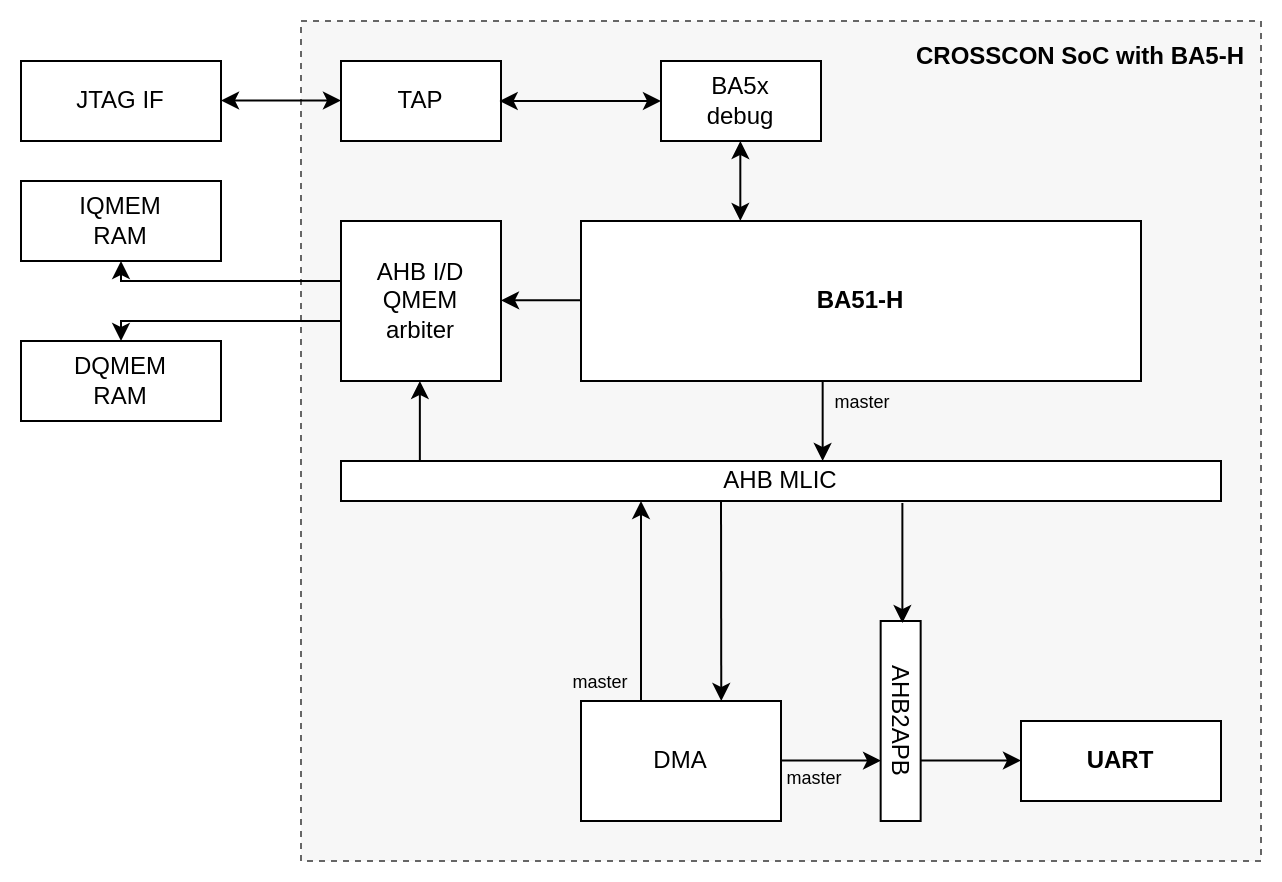 CROSSCON SoC with BA5-H
JTAG IF
TAP
BA5x
debug
IQMEM
RAM
AHB I/D
QMEM
arbiter
BA51-H
DQMEM
RAM
master
AHB MLIC
master
DMA
master
AHB2APB
UART